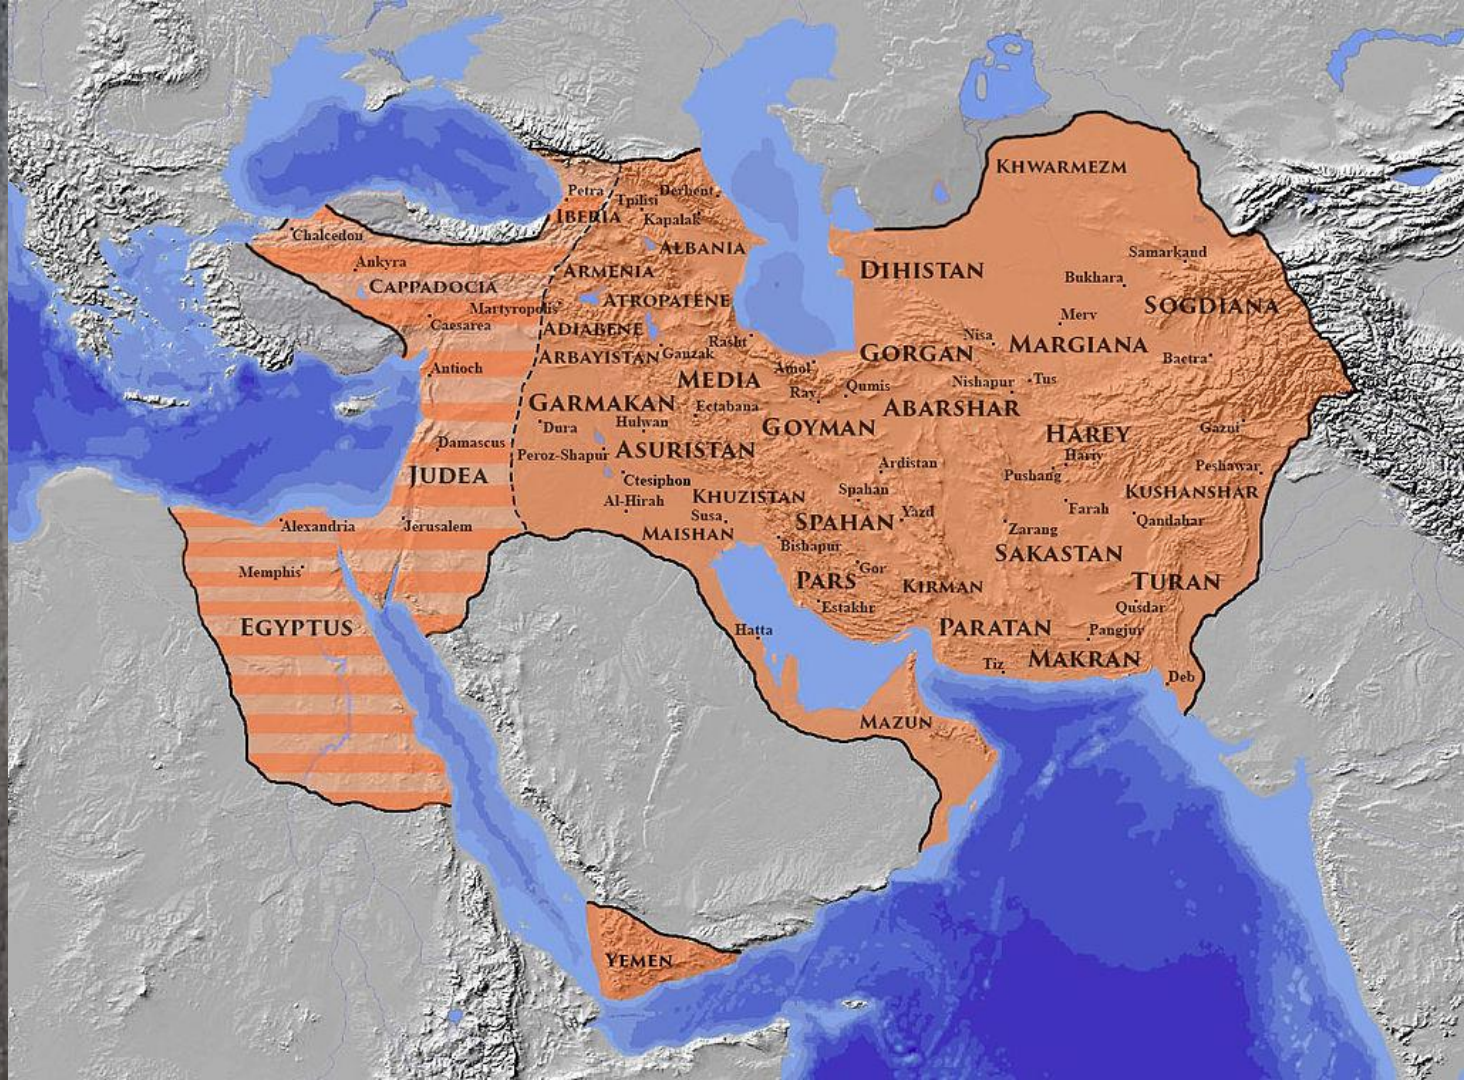 KHWARMEZM
Petra
Derbent
Tpilisi
IBERIA
Kapalak
Chalcedon
ALBANIA
Samarkand
Ankyra
ARMENIA
DIHISTAN
Bukhara
CAPPADOCIA
ATROPATENE
SOGDIANA
Martyropolis
Merv
Caesarea
ADIABENE
Rasht
Nisa
MARGIANA
ARBAYISTAN
Ganzak
GORGAN
Bactra
Antioch
Amol
MEDIA
Qumis
Nishapur
Tus
Ray
GARMAKAN
Ectabana
ABARSHAR
Dura
Hulwan
GOYMAN
HAREY
Gazni
Damascus
Peroz-Shapur
ASURISTAN
Harty
Ardistan
Pushang
Peshawar
JUDEA
Ctesiphon
Al-Hirah
KHUZISTAN
Spahan
KUSHANSHAR
Susa
Yazd
Farah
Alexandria
Jerusalem
MAISHAN
SPAHAN
Zarang
Qandahar
Bishapur
SAKASTAN
Memphis
Gor
PARS
KIRMAN
TURAN
Estakhr
Qusdar
EGYPTUS
Hatta
PARATAN
Pangjur
Tiz
MAKRAN
Deb
MAZUN
YEMEN